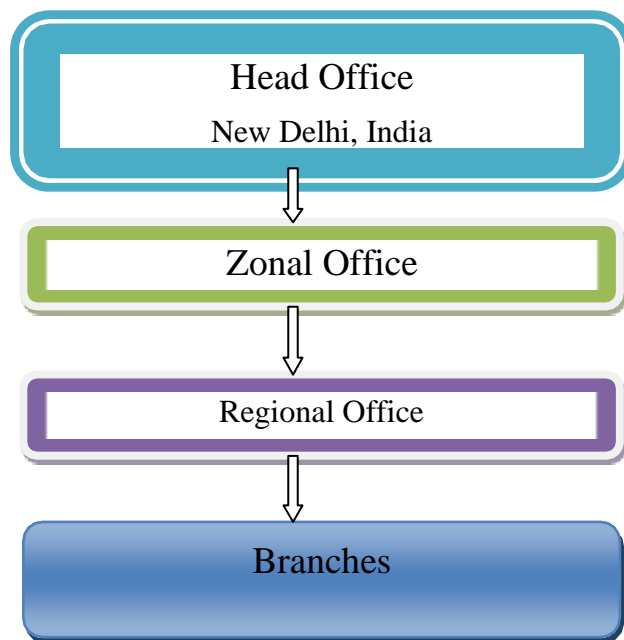 Head Office
New Delhi, India
Zonal Office
Regional Office
Branches